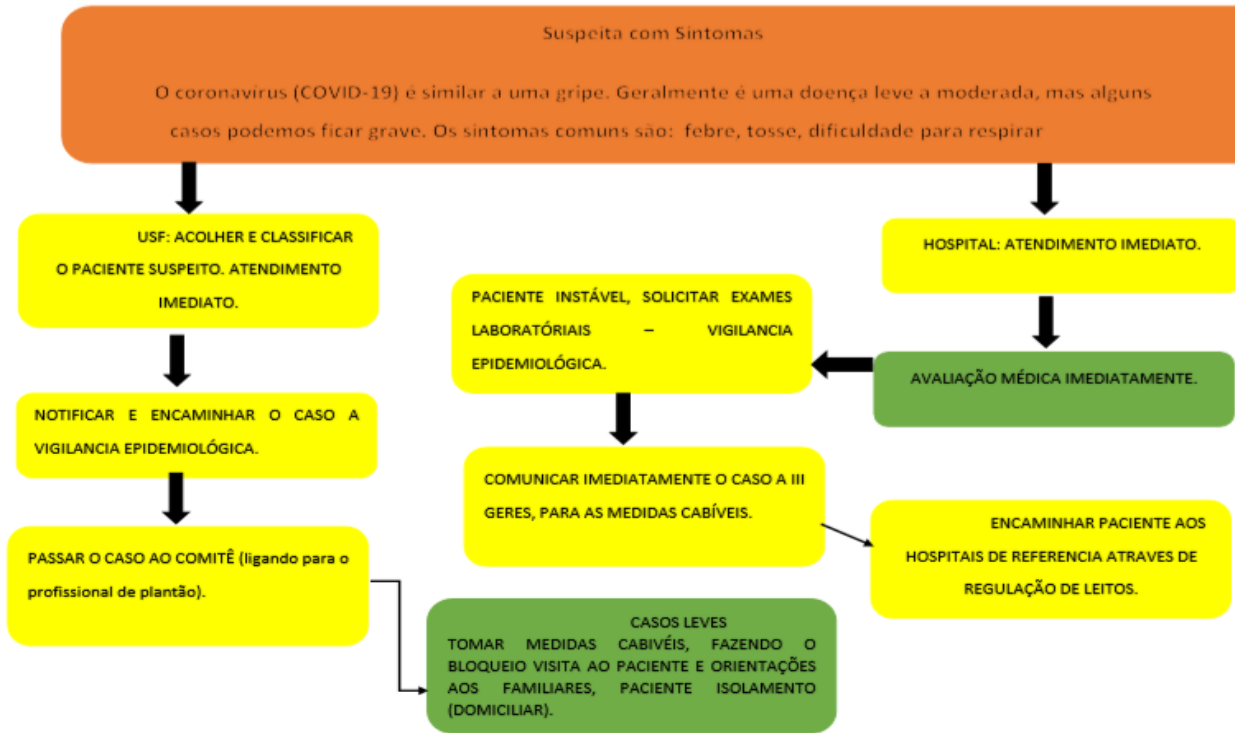 Suspeita com Sintomas
O coronavírus (COVID-19) é similar a uma gripe. Geralmente é uma doença leve a moderada, mas alguns
casos podemos ficar grave. Os sintomas comuns são: febre, tosse, dificuldade para respirar
USF: ACOLHER E CLASSIFICAR
O PACIENTE SUSPEITO. ATENDIMENTO
IMEDIATO.
NOTIFICAR E ENCAMINHAR O CASO A
VIGILANCIA EPIDEMIOLÓGICA.
PASSAR O CASO AO COMITÊ (ligando para o
profissional de plantão).
CASOS LEVES
TOMAR MEDIDAS CABIVÉIS, FAZENDO O
BLOQUEIO VISITA AO PACIENTE E ORIENTAÇÕES
AOS FAMILIARES, PACIENTE ISOLAMENTO
(DOMICILIAR).
HOSPITAL: ATENDIMENTO IMEDIATO.
AVALIAÇÃO MÉDICA IMEDIATAMENTE.
PACIENTE INSTÁVEL, SOLICITAR EXAMES
LABORATÓRIAIS – VIGILANCIA
EPIDEMIOLÓGICA.
COMUNICAR IMEDIATAMENTE O CASO A III
GERES, PARA AS MEDIDAS CABÍVEIS.
ENCAMINHAR PACIENTE AOS
HOSPITAIS DE REFERENCIA ATRAVES DE
REGULAÇÃO DE LEITOS.